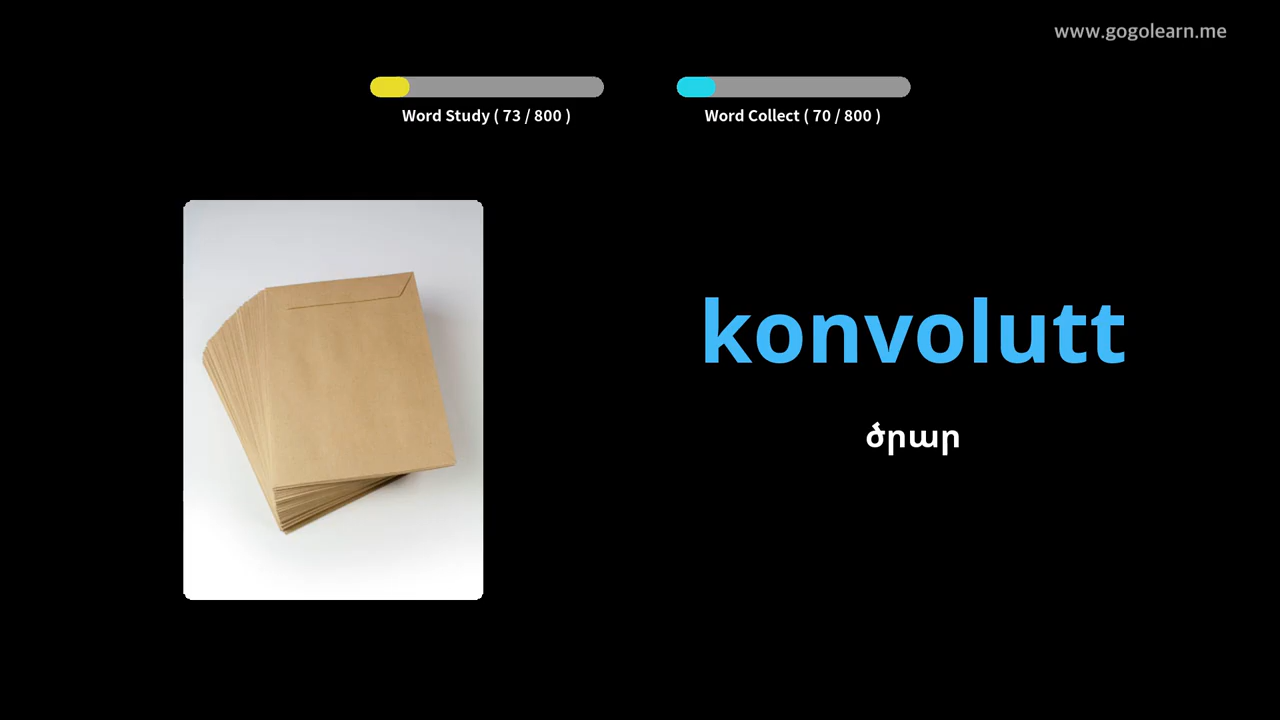 www.gogolearn.me
Word Study ( 73 / 800 )
Word Collect ( 70 / 800 )
konvolutt
ծրար